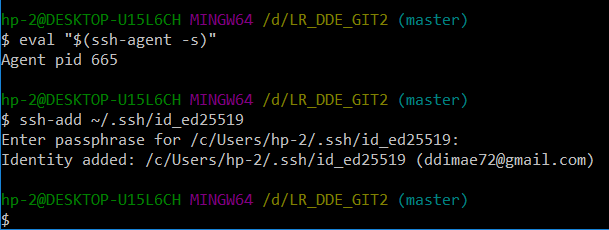 hp-2@DESKTOP-U15L6CH MINGW64 /d/LR_DDE_GIT2 (master)
$ eval "$(ssh-agent -s)"
Agent pid 665
hp-2@DESKTOP-U15L6CH MINGW64 /d/LR_DDE_GIT2 (master)
$ ssh-add ~/.ssh/id_ed25519
Enter passphrase for /c/Users/hp-2/.ssh/id_ed25519:
Identity added: /c/Users/hp-2/.ssh/id_ed25519 (ddimae72@gmail.com)
hp-2@DESKTOP-U15L6CH MINGW64 /d/LR_DDE_GIT2 (master)
$